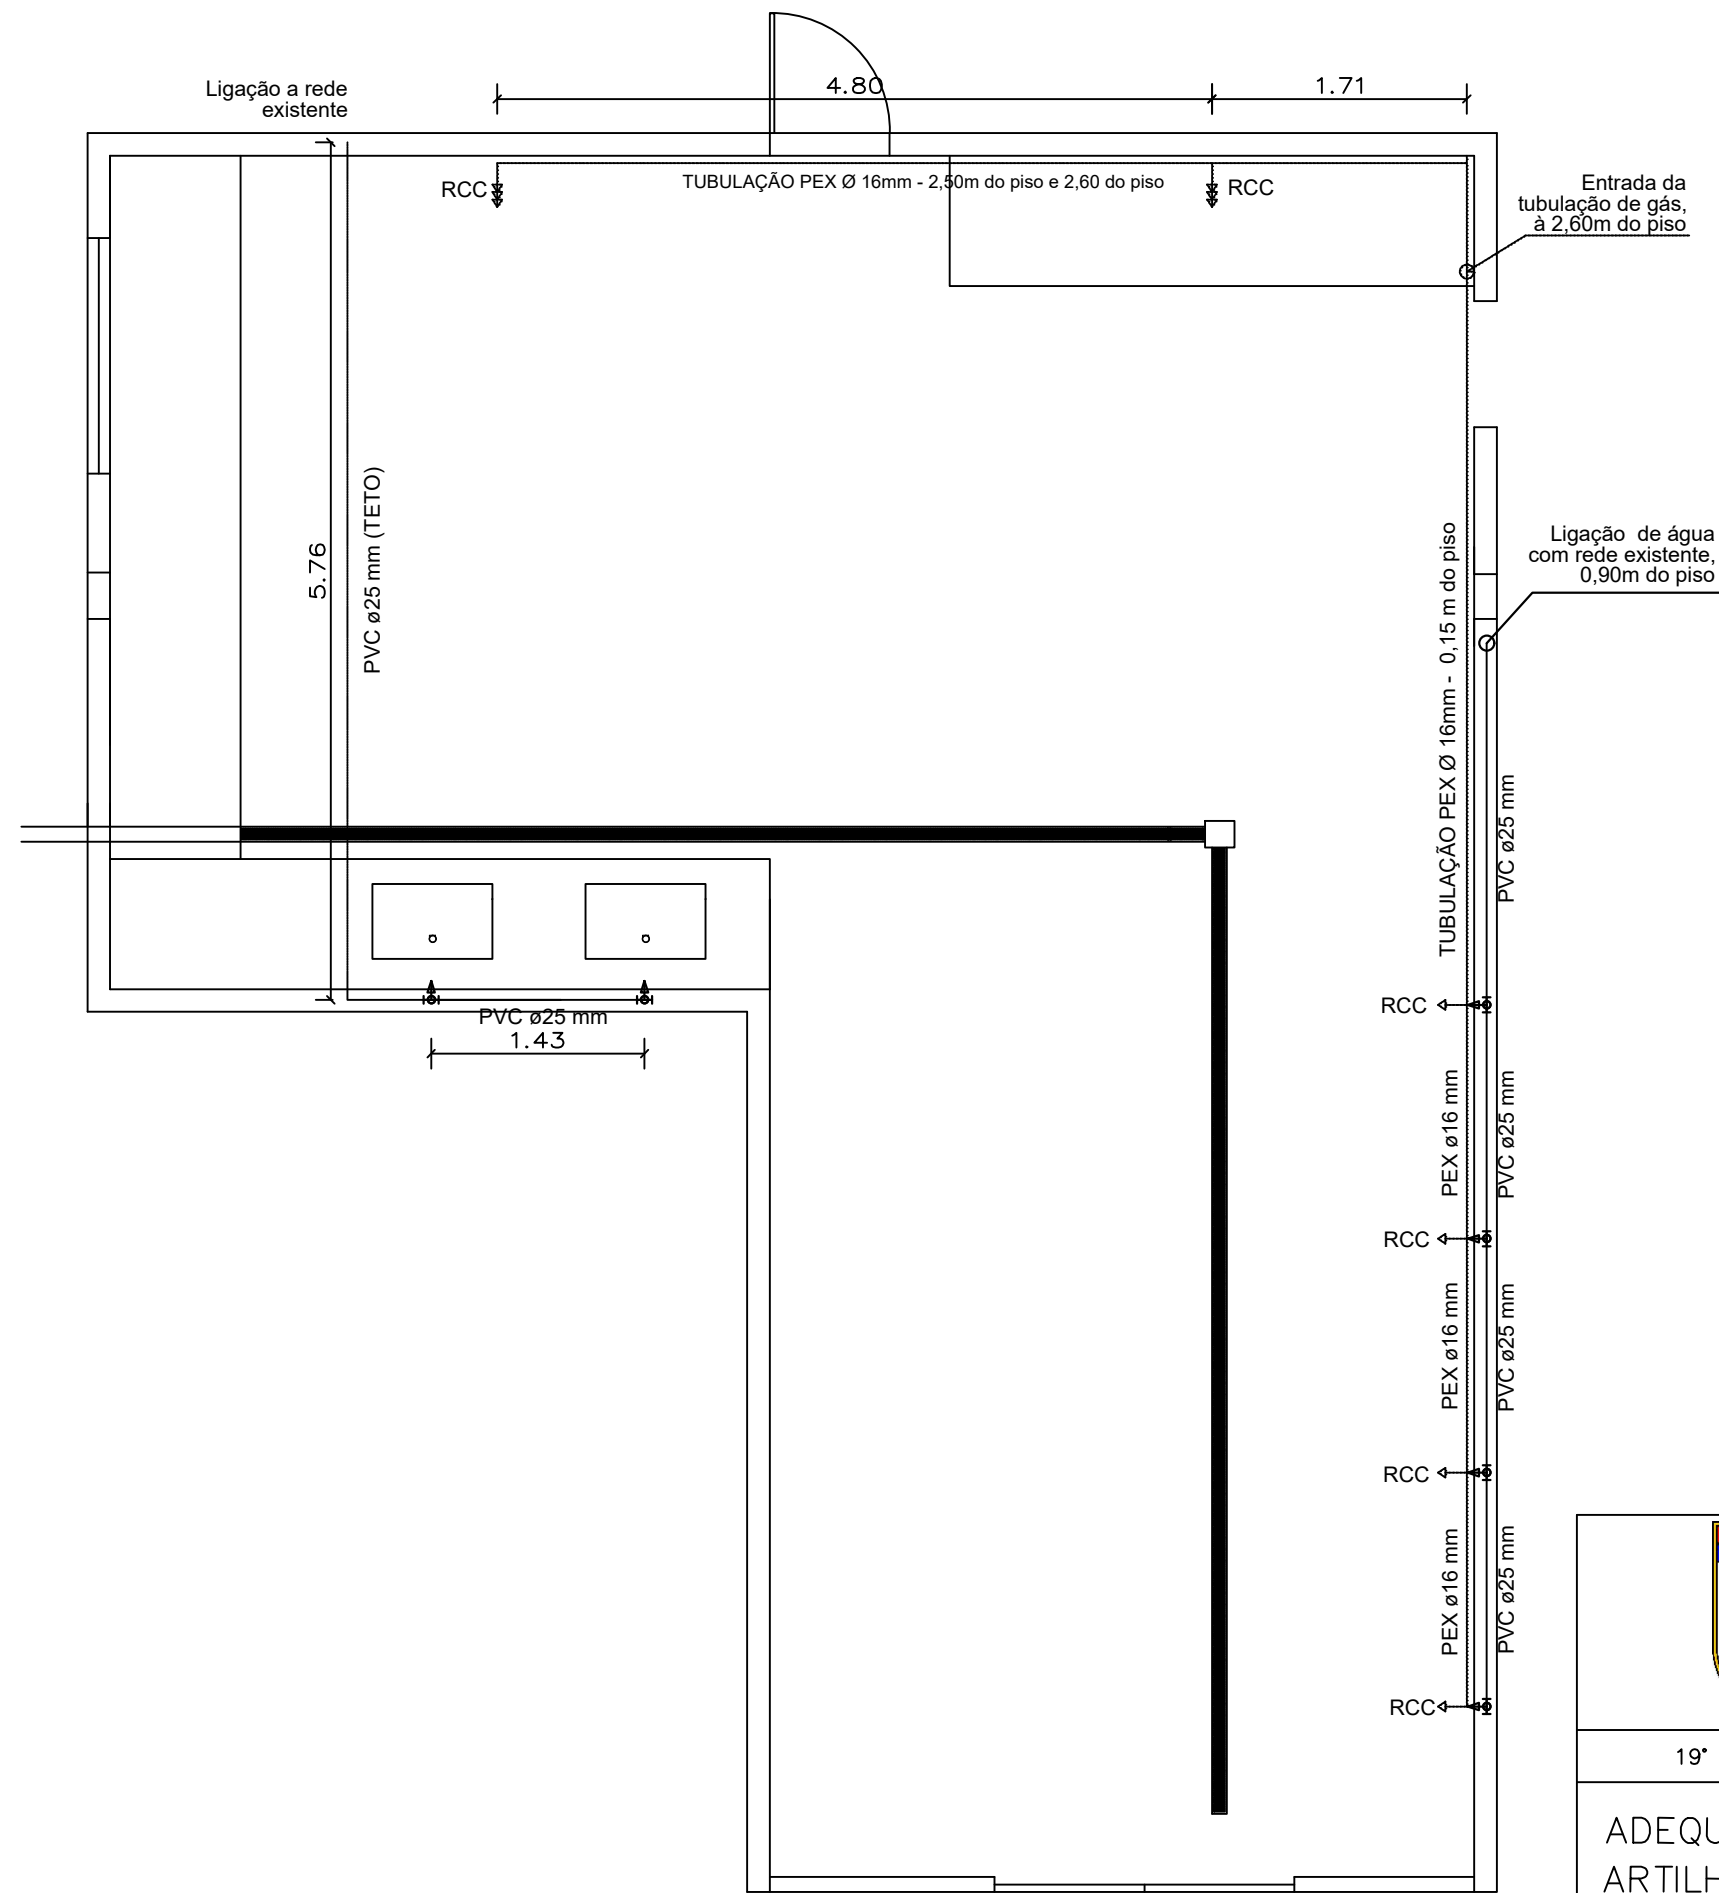 4.80
1.71
Ligação a rede
existente
RCC
TUBULAÇÃO PEX Ø 16mm - 2,50m do piso e 2,60 do piso
RCC
Entrada da
tubulação de gás,
à 2,60m do piso
5.76
PVC ø25 mm (TETO)
TUBULAÇÃO PEX Ø 16mm - 0,15 m do piso
Ligação de água
com rede existente,
0,90m do piso
PVC ø25 mm
PVC ø25 mm
1.43
RCC
PEX ø16 mm
PVC ø25 mm
RCC
PEX ø16 mm
PVC ø25 mm
RCC
PEX ø16 mm
PVC ø25 mm
RCC
19°
ADEQU
ARTILH